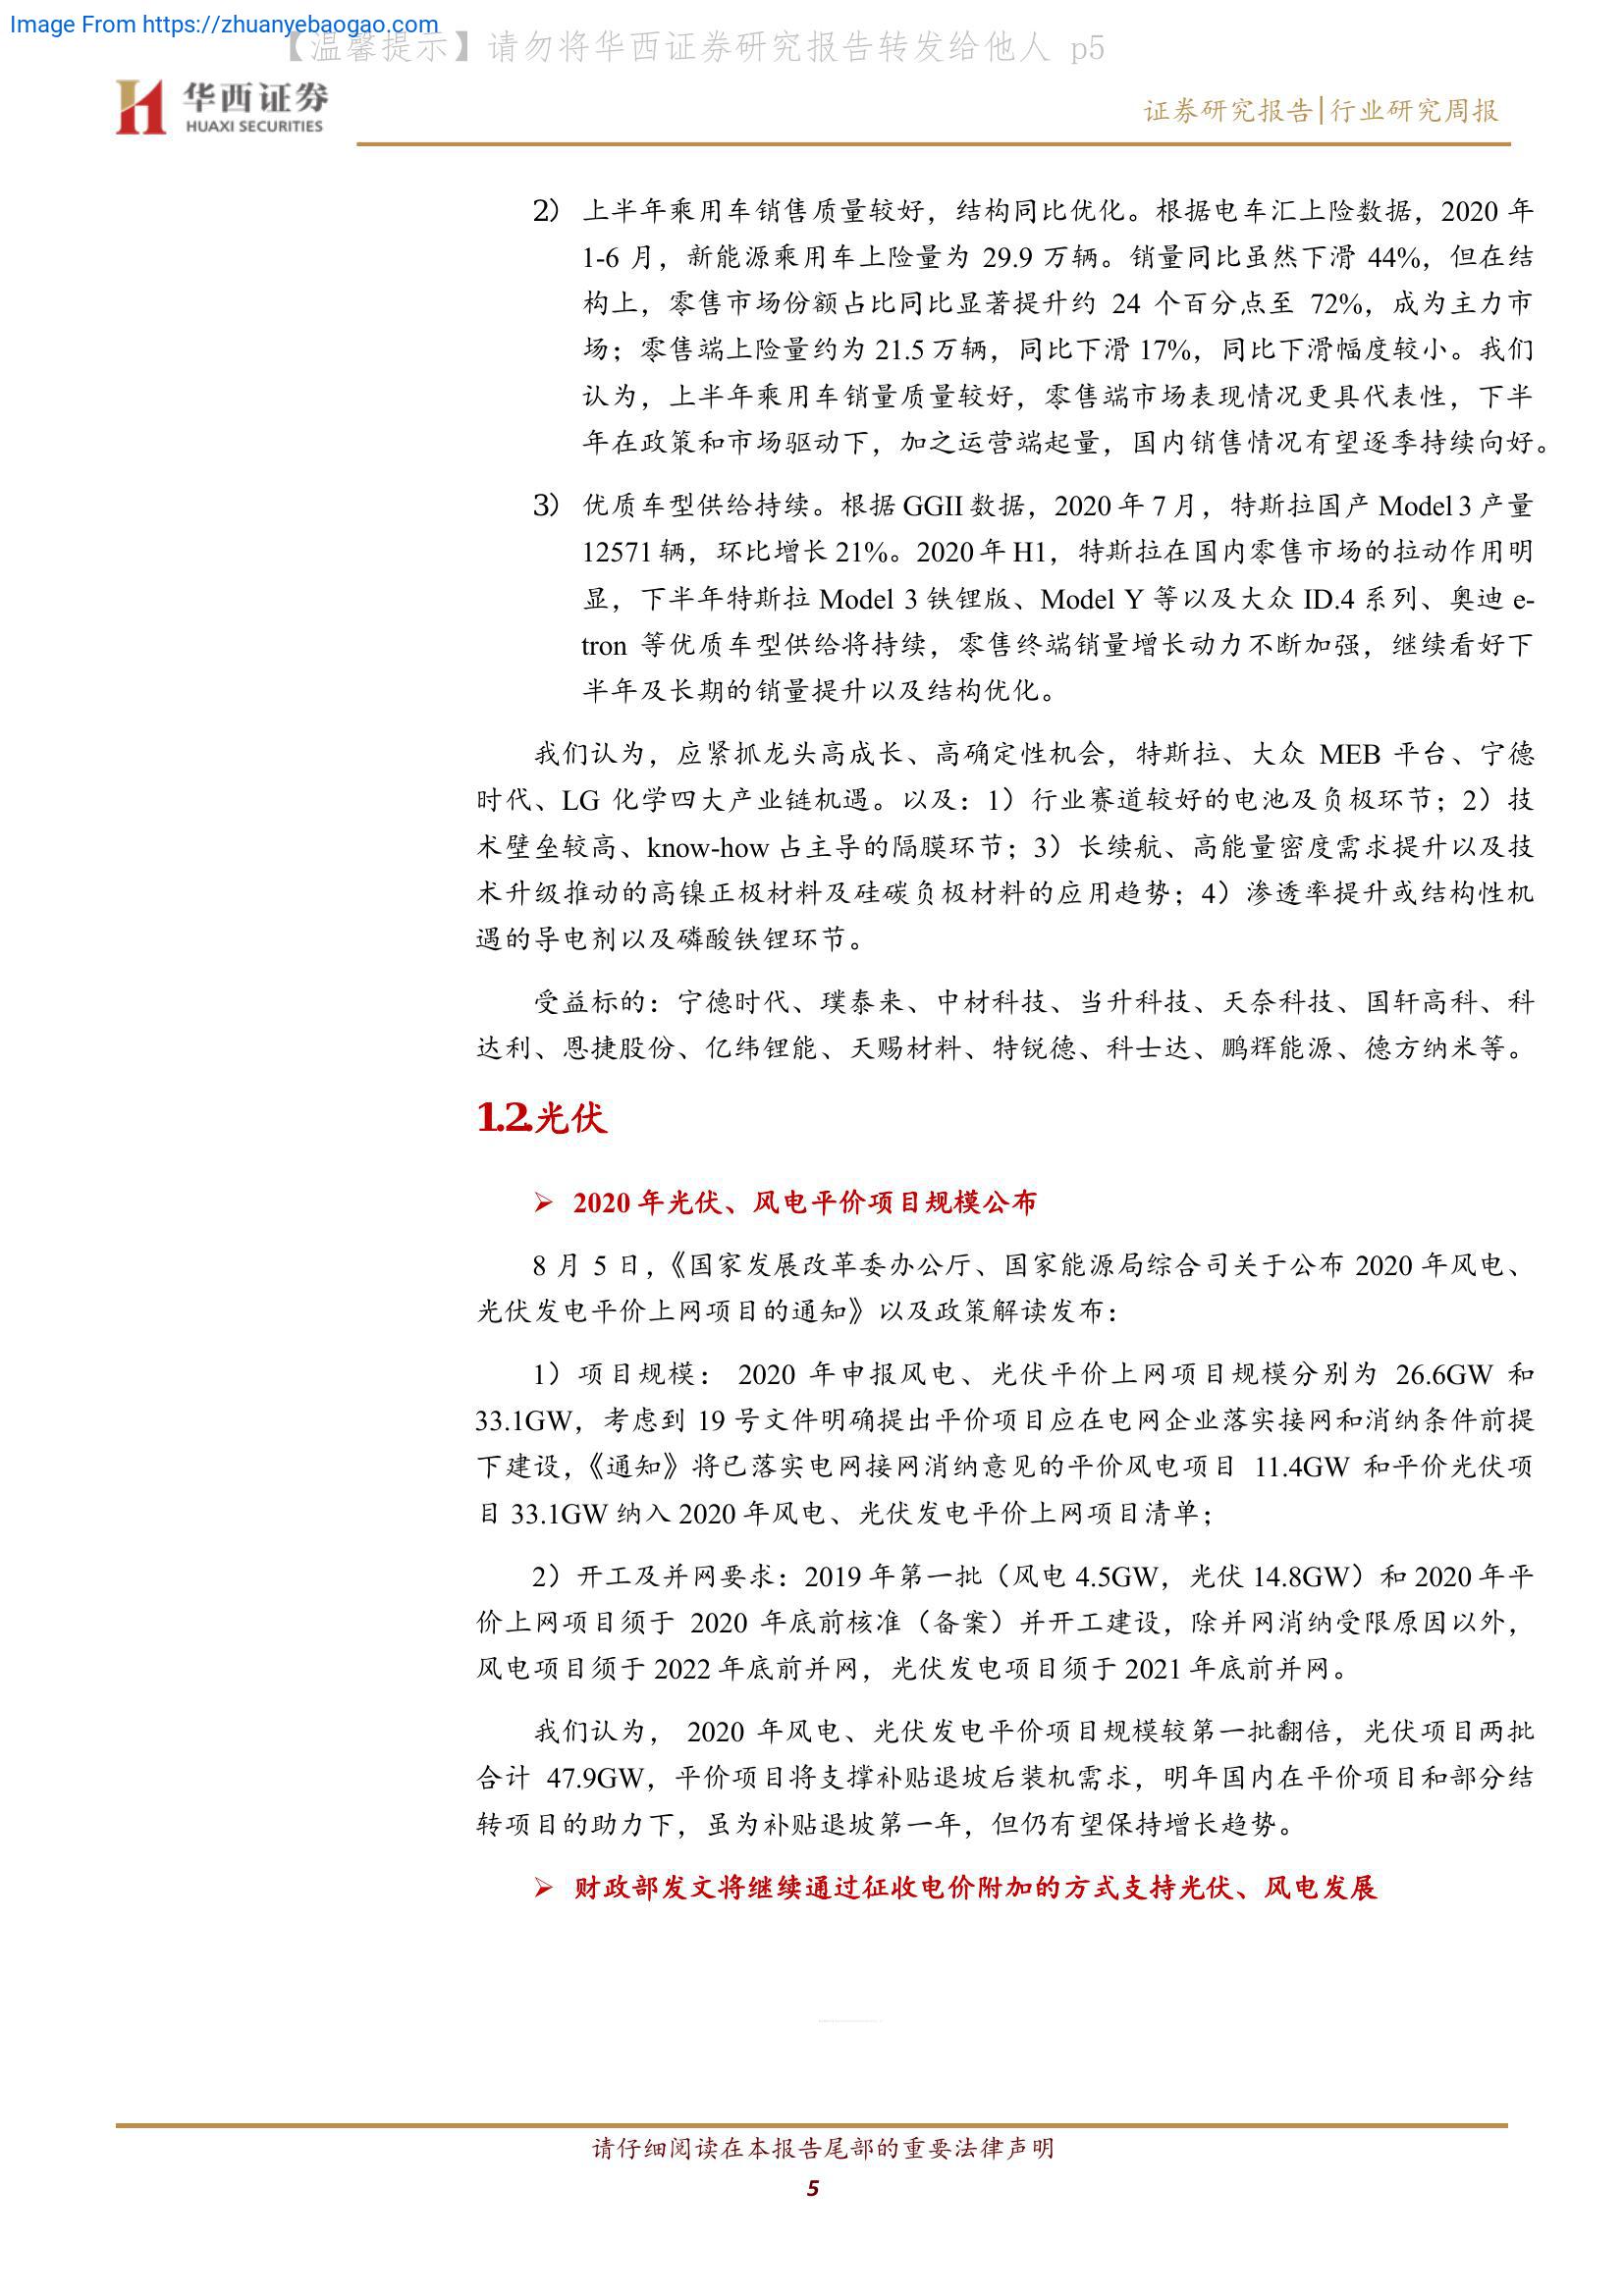 Image From https://zhuanyebaogao.com
【温馨提示】请勿将华西证券研究报告转发给他人 p5
华西证券
HUAXI SECURITIES
证券研究报告|行业研究周报
2） 上半年乘用车销售质量较好，结构同比优化。根据电车汇上险数据，2020 年
1-6 月，新能源乘用车上险量为 29.9 万辆。销量同比虽然下滑 44%，但在结
构上，零售市场份额占比同比显著提升约 24 个百分点至 72%，成为主力市
场；零售端上险量约为 21.5 万辆，同比下滑 17%，同比下滑幅度较小。我们
认为，上半年乘用车销量质量较好，零售端市场表现情况更具代表性，下半
年在政策和市场驱动下，加之运营端起量，国内销售情况有望逐季持续向好。
3） 优质车型供给持续。根据 GGII 数据，2020 年 7 月，特斯拉国产 Model 3 产量
12571 辆，环比增长 21%。2020 年 H1，特斯拉在国内零售市场的拉动作用明
显，下半年特斯拉 Model 3 铁锂版、Model Y 等以及大众 ID.4 系列、奥迪 e-
tron 等优质车型供给将持续，零售终端销量增长动力不断加强，继续看好下
半年及长期的销量提升以及结构优化。
我们认为，应紧抓龙头高成长、高确定性机会，特斯拉、大众 MEB 平台、宁德
时代、LG 化学四大产业链机遇。以及：1）行业赛道较好的电池及负极环节；2）技
术壁垒较高、know-how 占主导的隔膜环节；3）长续航、高能量密度需求提升以及技
术升级推动的高镍正极材料及硅碳负极材料的应用趋势；4）渗透率提升或结构性机
遇的导电剂以及磷酸铁锂环节。
受益标的：宁德时代、璞泰来、中材科技、当升科技、天奈科技、国轩高科、科
达利、恩捷股份、亿纬锂能、天赐材料、特锐德、科士达、鹏辉能源、德方纳米等。
1.2.光伏
➢ 2020 年光伏、风电平价项目规模公布
8 月 5 日，《国家发展改革委办公厅、国家能源局综合司关于公布 2020 年风电、
光伏发电平价上网项目的通知》以及政策解读发布：
1）项目规模： 2020 年申报风电、光伏平价上网项目规模分别为 26.6GW 和
33.1GW，考虑到 19 号文件明确提出平价项目应在电网企业落实接网和消纳条件前提
下建设，《通知》将已落实电网接网消纳意见的平价风电项目 11.4GW 和平价光伏项
目 33.1GW 纳入 2020 年风电、光伏发电平价上网项目清单；
2）开工及并网要求：2019 年第一批（风电 4.5GW，光伏 14.8GW）和 2020 年平
价上网项目须于 2020 年底前核准（备案）并开工建设，除并网消纳受限原因以外，
风电项目须于 2022 年底前并网，光伏发电项目须于 2021 年底前并网。
我们认为， 2020 年风电、光伏发电平价项目规模较第一批翻倍，光伏项目两批
合计 47.9GW，平价项目将支撑补贴退坡后装机需求，明年国内在平价项目和部分结
转项目的助力下，虽为补贴退坡第一年，但仍有望保持增长趋势。
➢ 财政部发文将继续通过征收电价附加的方式支持光伏、风电发展
请仔细阅读在本报告尾部的重要法律声明
5